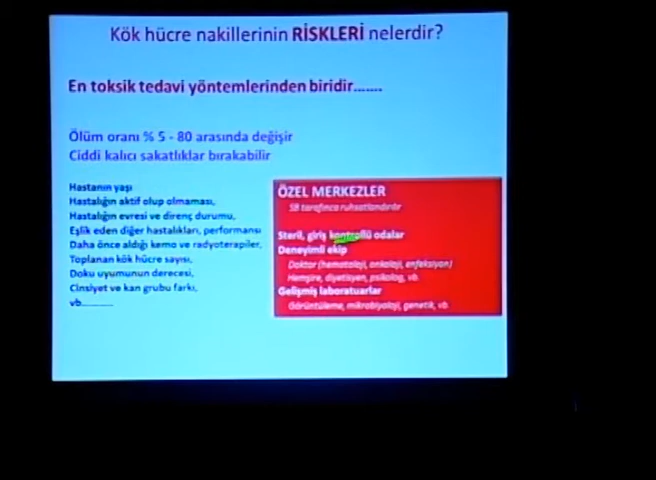 Kök hücre nakillerinin RİSKLERİ nelerdir?
En toksik tedavi yöntemlerinden biridir.......
Ölüm oranı % 5 - 80 arasında değişir
Ciddi kalıcı sakatlıklar bırakabilir
Hastanın yaşı
Hastalığın aktif olup olmaması,
Hastalığın evresi ve direnç durumu,
Eşlik eden diğer hastalıkları, performansı
Daha önce aldığı kemo ve radyoterapiler,
Toplanan kök hücre sayısı,
Doku uyumunun derecesi,
Cinsiyet ve kan grubu farkı,
vb...........
ÖZEL MERKEZLER
SB tarafınca ruhsatlandırılır
Steril, giriş kontrollü odalar
Deneyimli ekip
Doktor (hematoloji, onkoloji, enfeksiyon)
Hemşire, diyetisyen, psikolog, vb.
Gelişmiş laboratuarlar
Görüntüleme, mikrobiyoloji, genetik, vb.